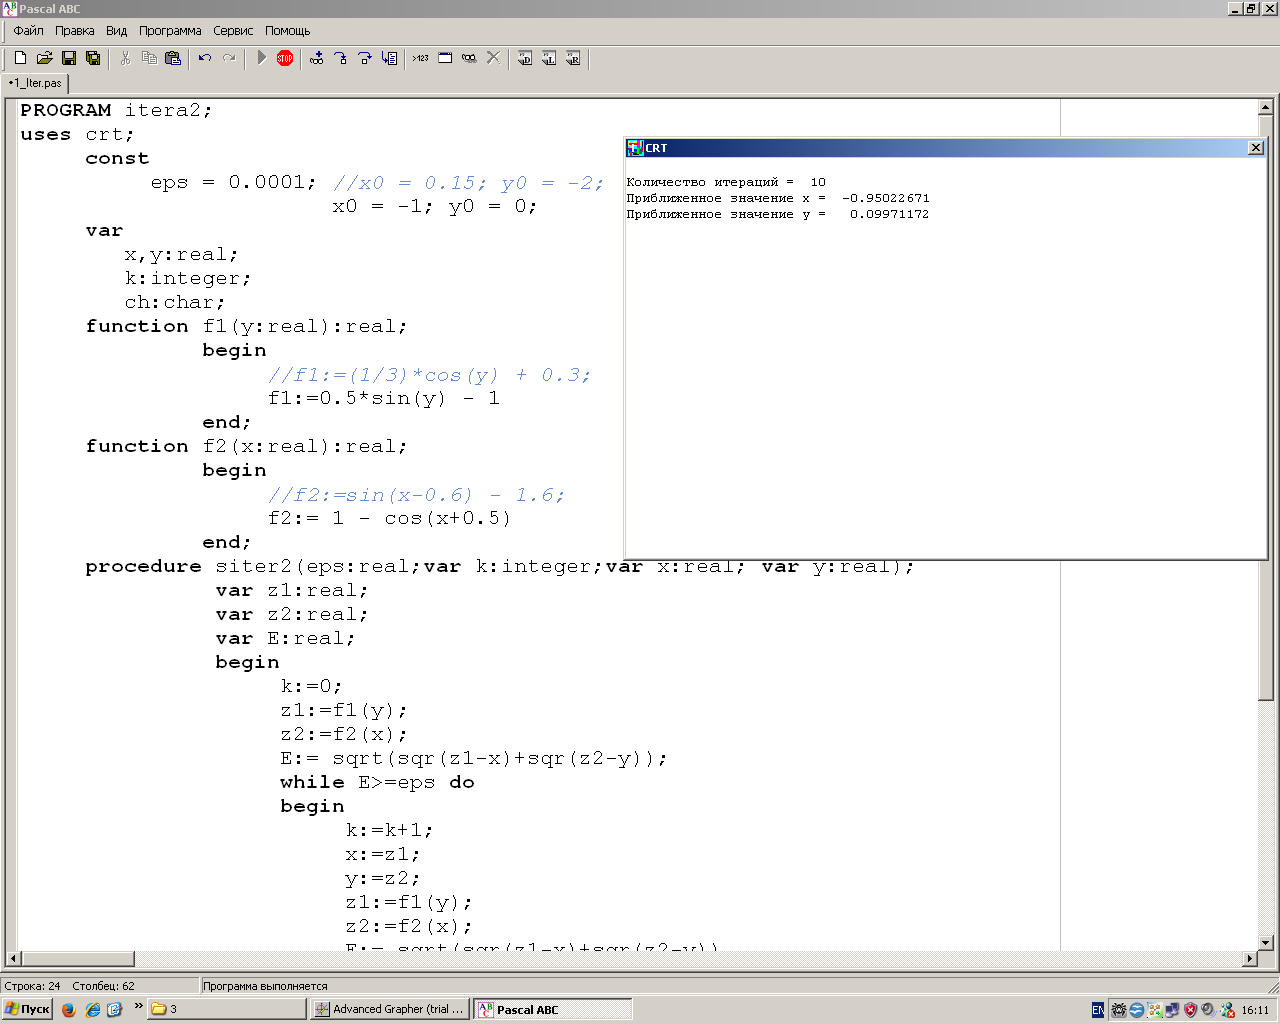 Pascal ABC
Файл Правка Вид Программа Сервис Помощь
STOP
•1_Iter.pas
PROGRAM itera2;
uses crt;
const
eps = 0.0001; //x0 = 0.15; y0 = -2;
x0 = -1; y0 = 0;
var
x,y:real;
k:integer;
ch:char;
function f1(y:real):real;
begin
//f1:=(1/3)*cos(y) + 0.3;
f1:=0.5*sin(y) - 1
end;
function f2(x:real):real;
begin
//f2:=sin(x-0.6) - 1.6;
f2:= 1 - cos(x+0.5)
end;
procedure siter2(eps:real;var k:integer;var x:real; var y:real);
var z1:real;
var z2:real;
var E:real;
begin
k:=0;
z1:=f1(y);
z2:=f2(x);
E:= sqrt(sqr(z1-x)+sqr(z2-y));
while E>=eps do
begin
k:=k+1;
x:=z1;
y:=z2;
z1:=f1(y);
z2:=f2(x);
E:= sqrt(sqr(z1-x)+sqr(z2-y))
CRT
Количество итераций = 10
Приближенное значение x = -0.95022671
Приближенное значение y = 0.09971172
Строка: 24 Столбец: 62 Программа выполняется
Пуск » 3 Advanced Grapher (trial ... Pascal ABC EN 16:11